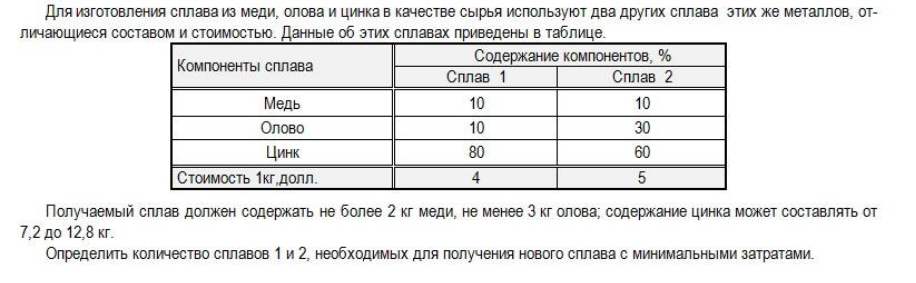 Для изготовления сплава из меди, олова и цинка в качестве сырья используют два других сплава этих же металлов, от-
личающиеся составом и стоимостью. Данные об этих сплавах приведены в таблице.
Компоненты сплава Содержание компонентов, %
Сплав 1 Сплав 2
Медь 10 10
Олово 10 30
Цинк 80 60
Стоимость 1кг,долл. 4 5
Получаемый сплав должен содержать не более 2 кг меди, не менее 3 кг олова; содержание цинка может составлять от
7,2 до 12,8 кг.
Определить количество сплавов 1 и 2, необходимых для получения нового сплава с минимальными затратами.